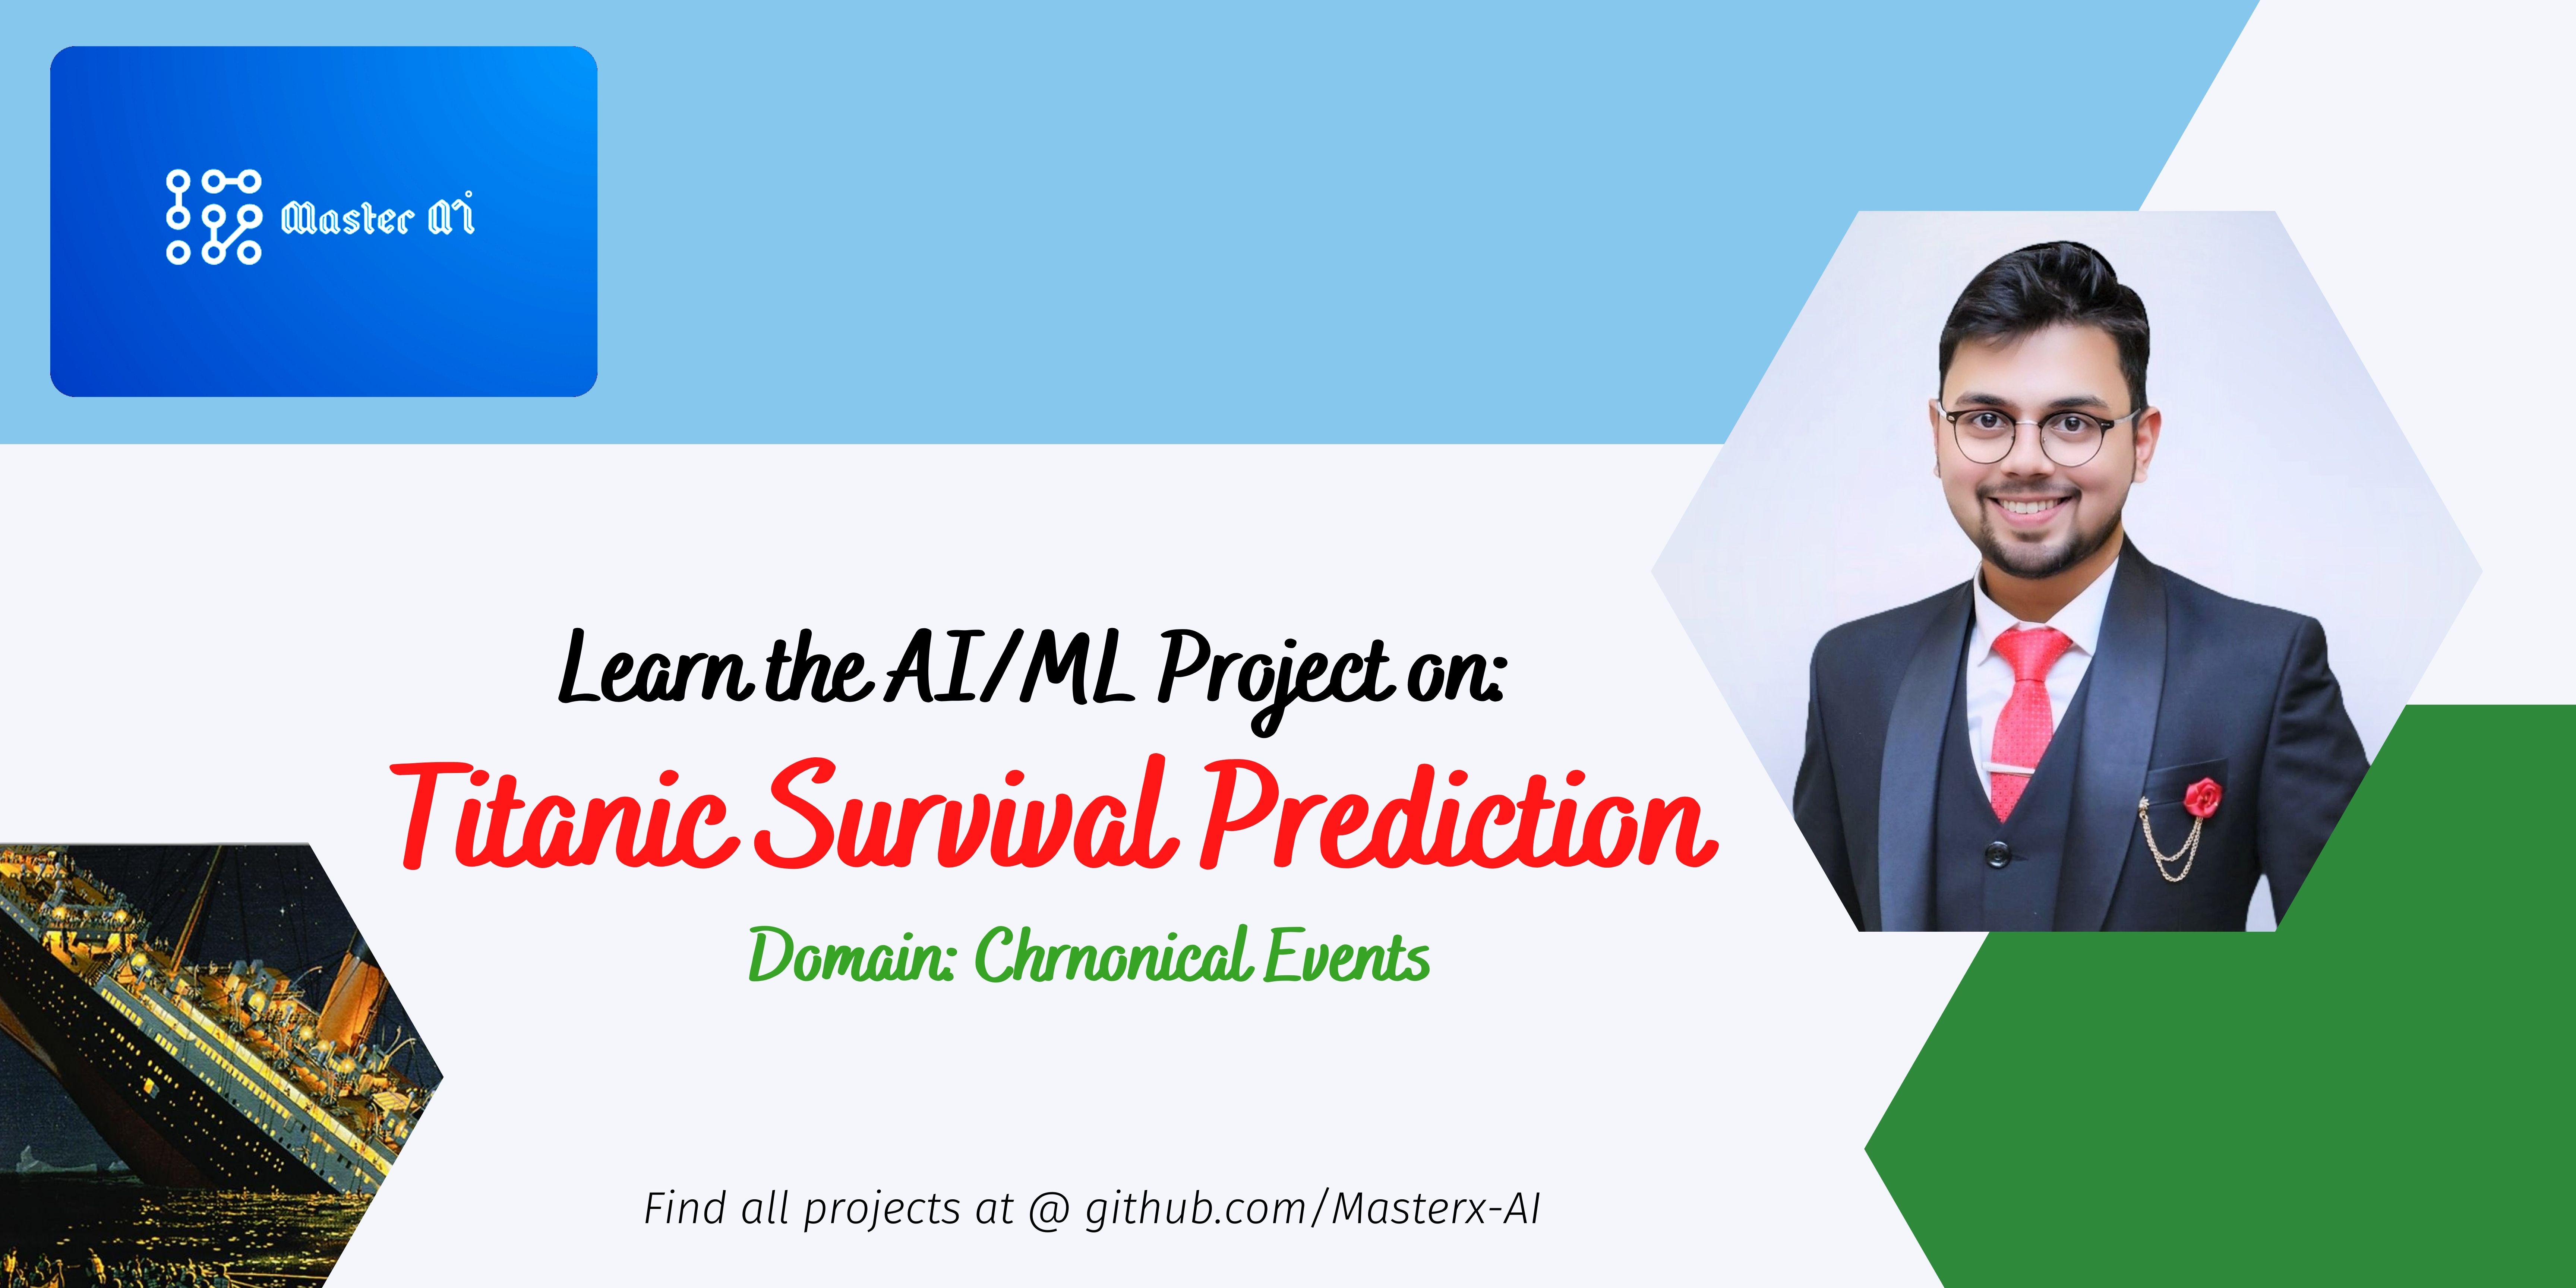 Master Ai
Learn the AI/ML Project on:
Titanic Survival Prediction
Domain: Chrnonical Events
Find all projects at @ github.com/Masterx-AI